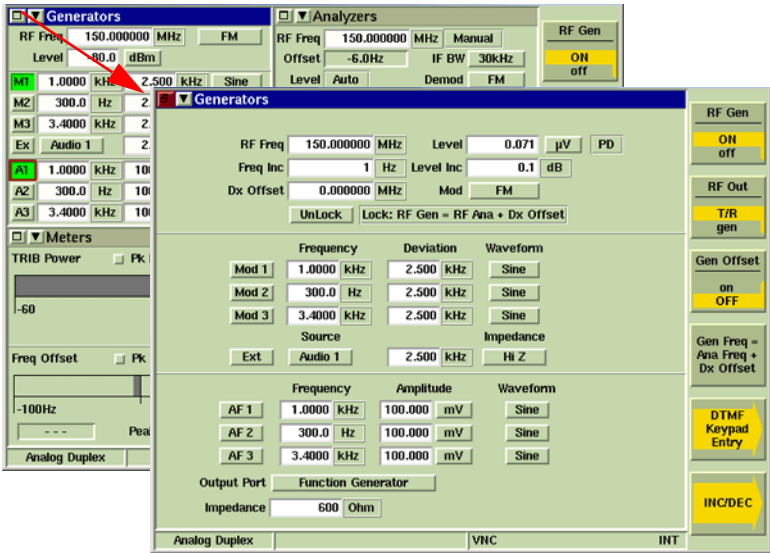 Generators
RF Freq 150.000000 MHz FM
Level -80.0 dBm
M1 1.0000 kHz 2.500 kHz Sine
M2 300.0 Hz 2.
M3 3.4000 kHz 2.
Ex Audio 1 2.
A1 1.0000 kHz 10
A2 300.0 Hz 10
A3 3.4000 kHz 10
Analyzers
RF Freq 150.000000 MHz Manual
Offset -6.0Hz IF BW 30kHz
Level Auto Demod FM
RF Gen
ON
off
Meters
TRIB Power Pk
-60
Freq Offset Pk
-100Hz
- - - Pea
Analog Duplex
Generators
RF Freq 150.000000 MHz Level 0.071 µV PD
Freq Inc 1 Hz Level Inc 0.1 dB
Dx Offset 0.000000 MHz Mod FM
UnLock Lock: RF Gen = RF Ana + Dx Offset
Frequency Deviation Waveform
Mod 1 1.0000 kHz 2.500 kHz Sine
Mod 2 300.0 Hz 2.500 kHz Sine
Mod 3 3.4000 kHz 2.500 kHz Sine
Source Impedance
Ext Audio 1 2.500 kHz Hi Z
Frequency Amplitude Waveform
AF 1 1.0000 kHz 100.000 mV Sine
AF 2 300.0 Hz 100.000 mV Sine
AF 3 3.4000 kHz 100.000 mV Sine
Output Port Function Generator
Impedance 600 Ohm
Analog Duplex VNC INT
RF Gen
ON
off
RF Out
T/R
gen
Gen Offset
on
OFF
Gen Freq =
Ana Freq +
Dx Offset
DTMF
Keypad
Entry
INC/DEC